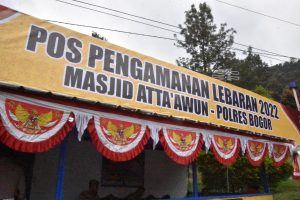 POS PENGAMANAN LEBARAN 2022
MASJID ATTA'AWUN - POLRES BOGOR